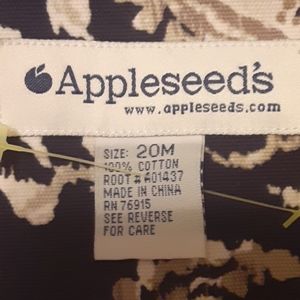 Appleseed's
www.appleseeds.com
SIZE: 20M
100% COTTON
ROOT# 401437
MADE IN CHINA
RN 76915
SEE REVERSE
FOR CARE